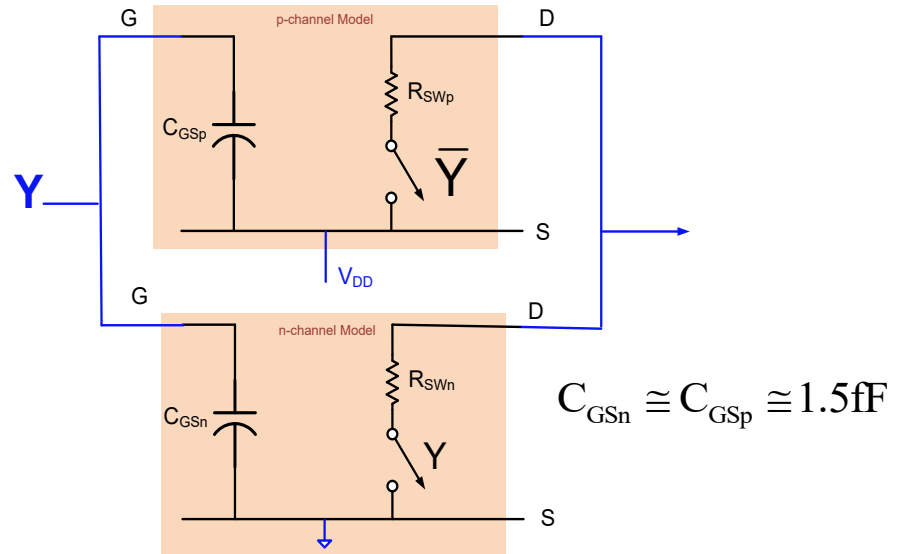 p-channel Model
G
D
R_SWp
C_GSp
Y̅
Y
S
V_DD
G
D
n-channel Model
R_SWn
C_GSn
Y
C_GSn ≅ C_GSp ≅ 1.5fF
S